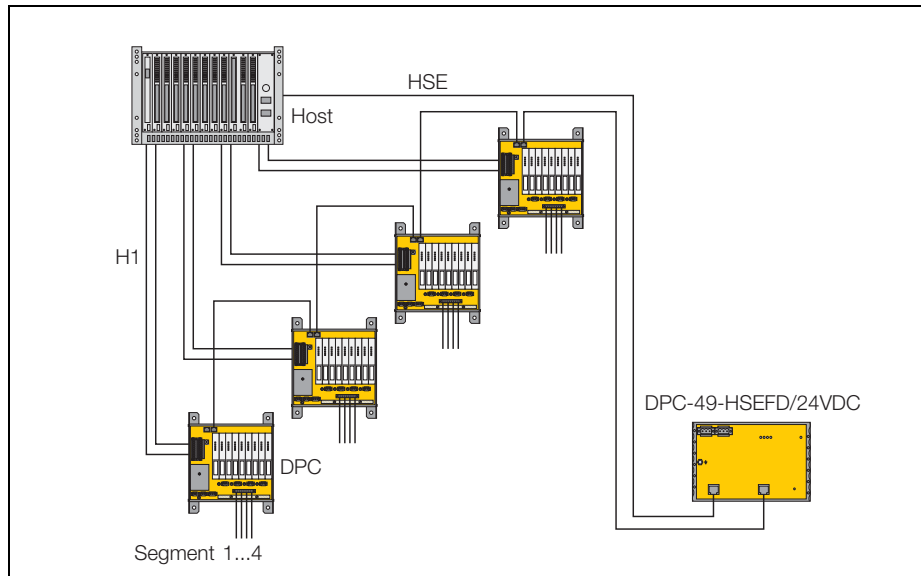 HSE
Host
H1
DPC-49-HSEFD/24VDC
DPC
Segment 1...4